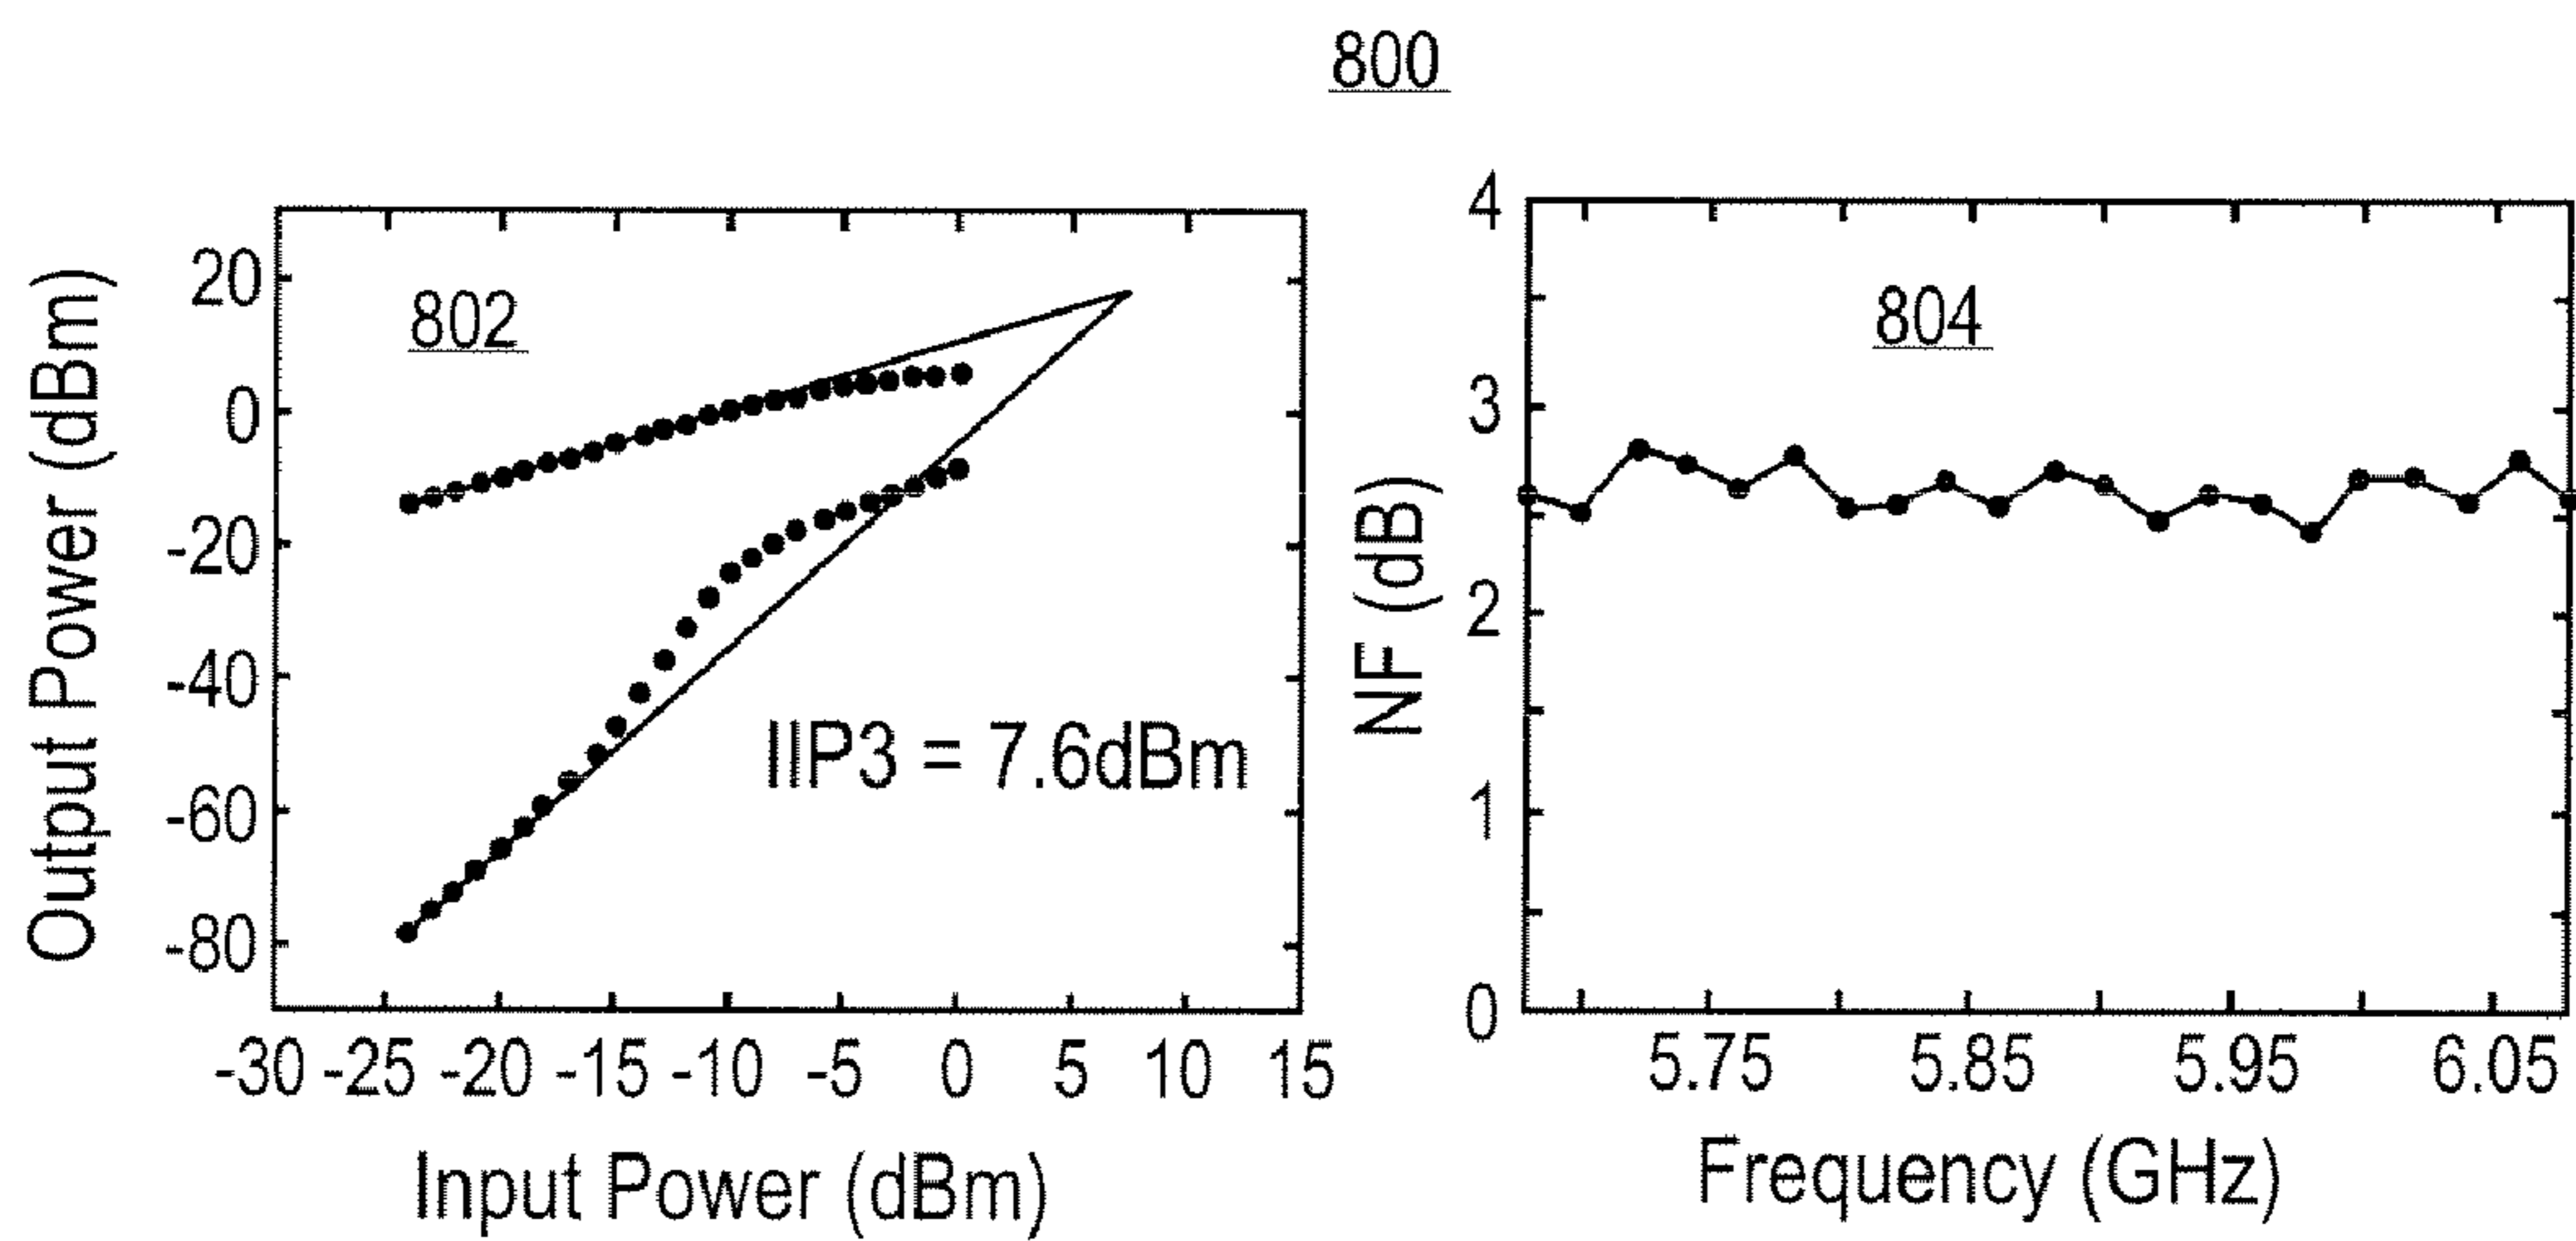 800
802
Output Power (dBm)
20
0
-20
-40
-60
-80
IIP3 = 7.6dBm
-30 -25 -20 -15 -10 -5 0 5 10 15
Input Power (dBm)
804
NF (dB)
4
3
2
1
0
5.75 5.85 5.95 6.05
Frequency (GHz)